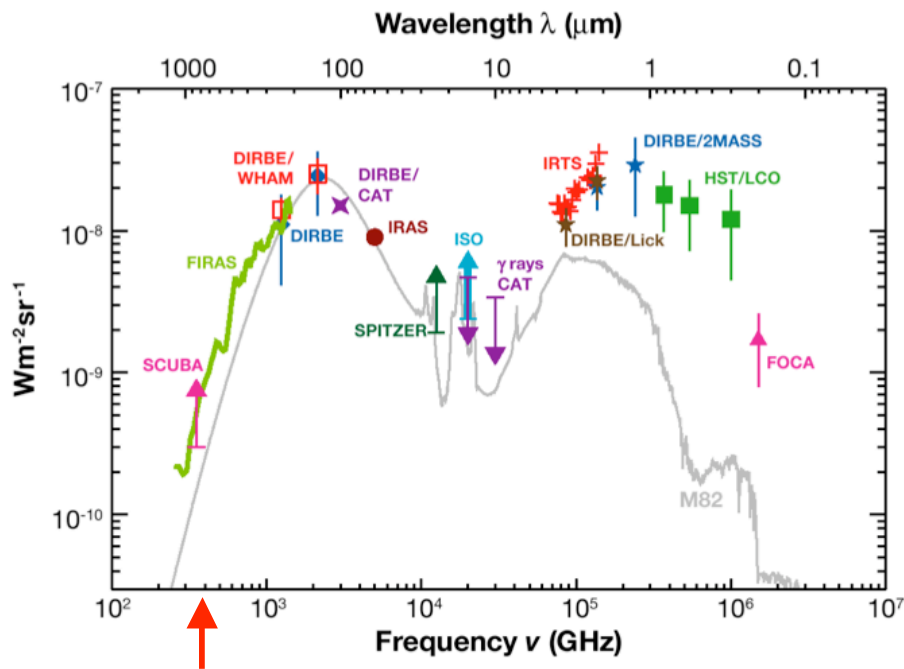 Wavelength λ (μm)
1000 100 10 1 0.1
10⁻⁷
DIRBE/2MASS
DIRBE/
WHAM
IRTS
DIRBE/
CAT
HST/LCO
10⁻⁸
DIRBE
IRAS
DIRBE/Lick
ISO
FIRAS
γ rays
CAT
SPITZER
SCUBA
10⁻⁹
FOCA
M82
10⁻¹⁰
Wm⁻²sr⁻¹
10² 10³ 10⁴ 10⁵ 10⁶ 10⁷
Frequency ν (GHz)